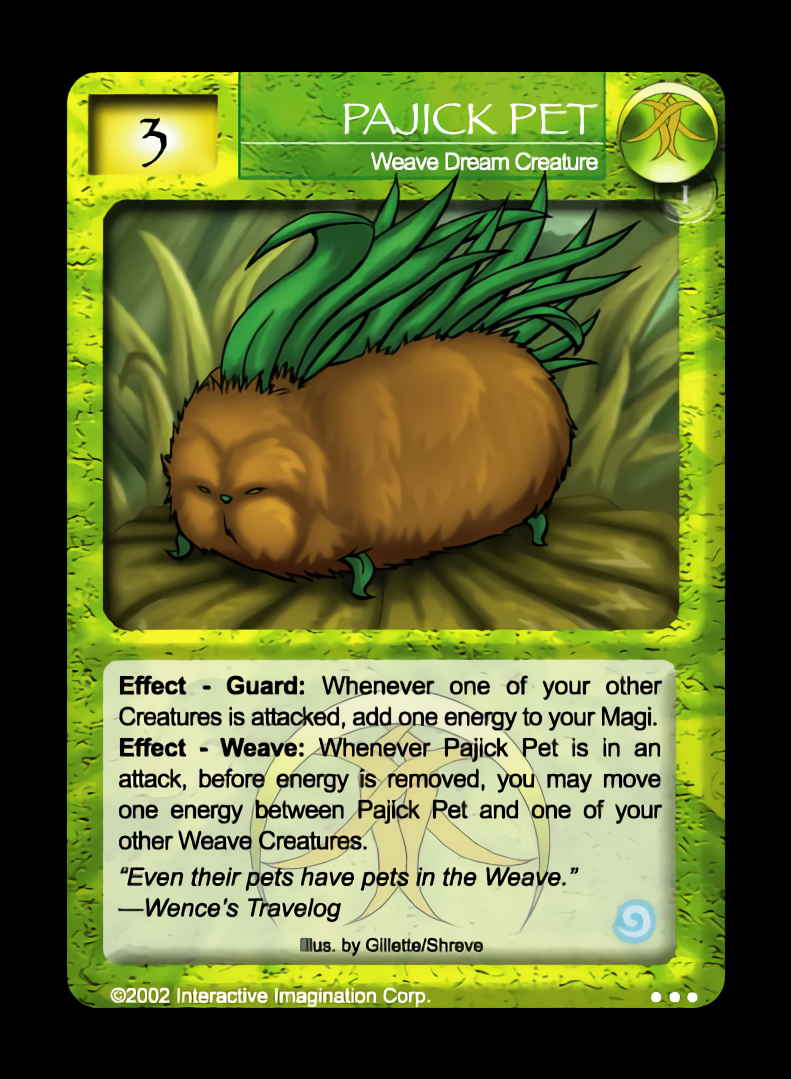 3
PAJICK PET
Weave Dream Creature
1
Effect - Guard: Whenever one of your other
Creatures is attacked, add one energy to your Magi.
Effect - Weave: Whenever Pajick Pet is in an
attack, before energy is removed, you may move
one energy between Pajick Pet and one of your
other Weave Creatures.
“Even their pets have pets in the Weave.”
—Wence’s Travelog
Illus. by Gillette/Shreve
©2002 Interactive Imagination Corp.